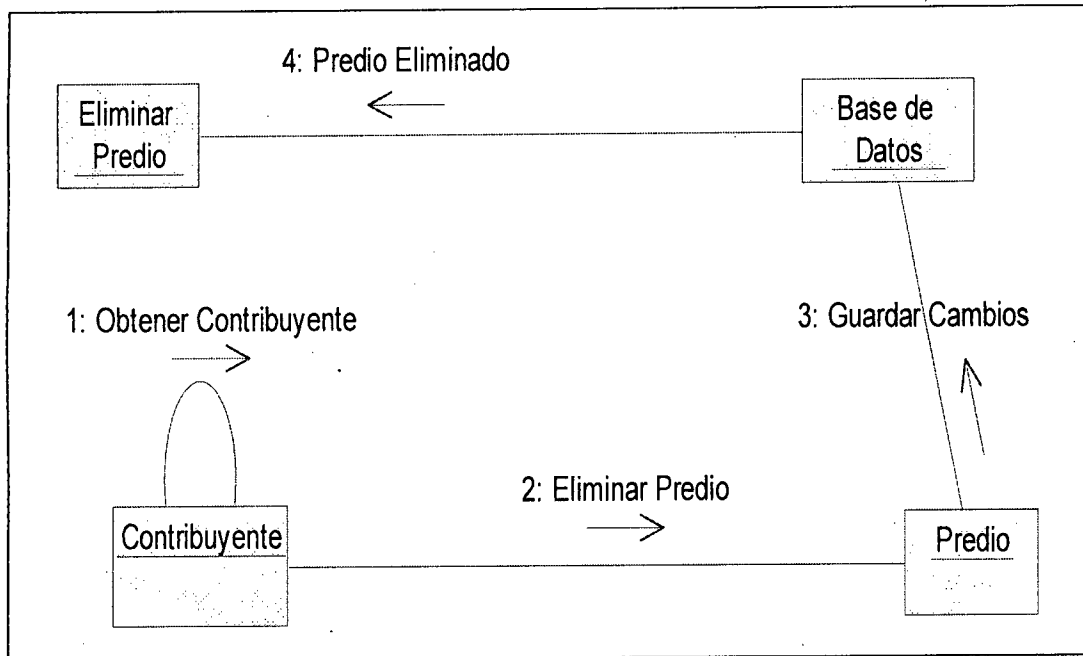 4: Predio Eliminado
Eliminar
Predio
Base de
Datos
1: Obtener Contribuyente
3: Guardar Cambios
2: Eliminar Predio
Contribuyente
Predio